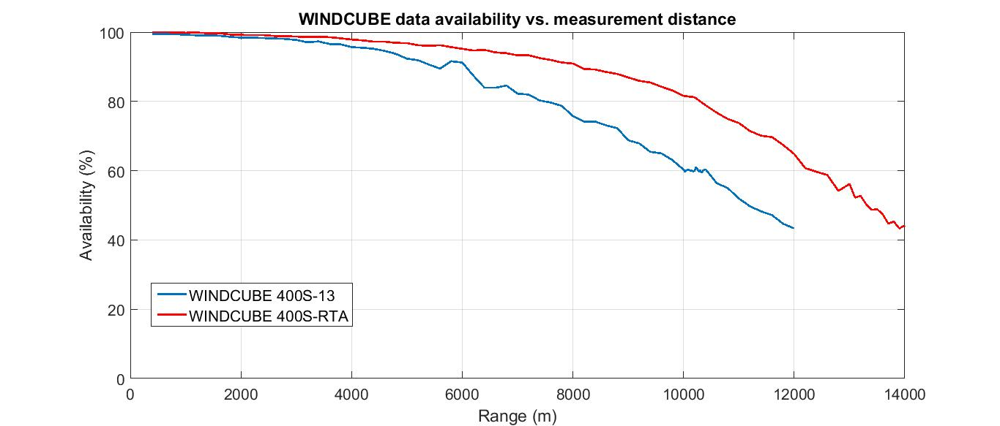 WINDCUBE data availability vs. measurement distance
100
80
60
40
20
0
Availability (%)
WINDCUBE 400S-13
WINDCUBE 400S-RTA
0 2000 4000 6000 8000 10000 12000 14000
Range (m)